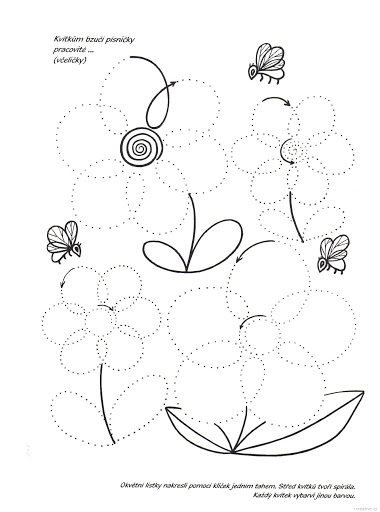 Kvítkům bzučí písničky
pracovité ...
(včeličky)
Okvětní lístky nakresli pomocí kliček jedním tahem. Střed kvítků tvoří spirála.
Každý kvítek vybarvi jinou barvou.